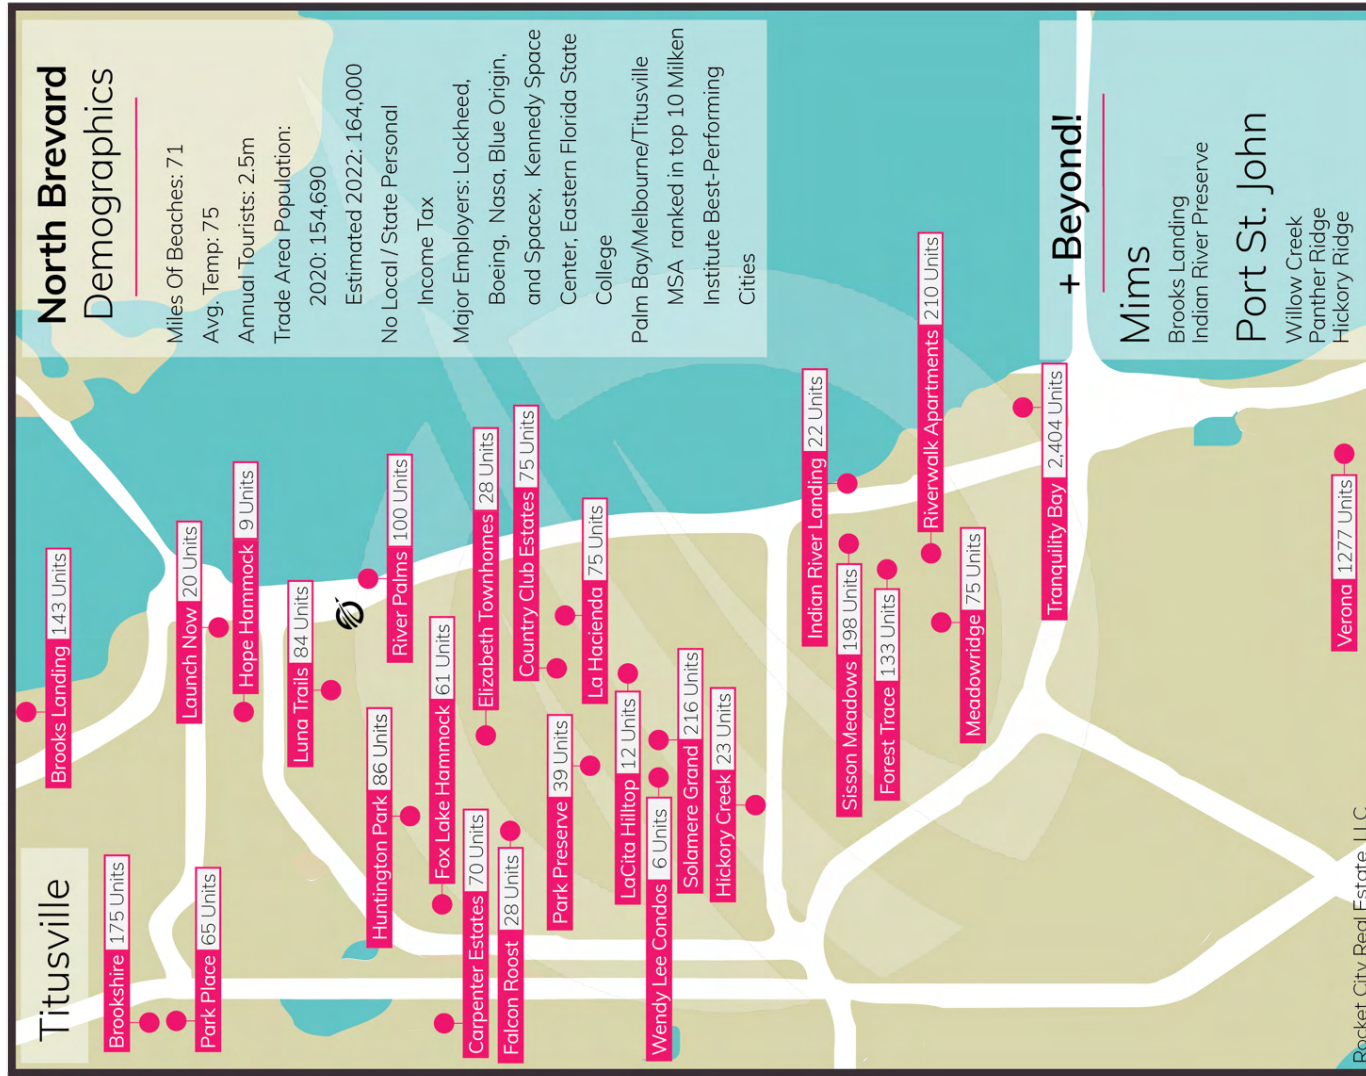 North Brevard
Demographics
Miles Of Beaches: 71
Avg. Temp: 75
Annual Tourists: 2.5m
Trade Area Population:
2020: 154,690
Estimated 2022: 164,000
No Local / State Personal
Income Tax
Major Employers: Lockheed,
Boeing, Nasa, Blue Origin,
and Spacex, Kennedy Space
Center, Eastern Florida State
College
Palm Bay/Melbourne/Titusville
MSA ranked in top 10 Milken
Institute Best-Performing
Cities
+ Beyond!
Mims
Brooks Landing
Indian River Preserve
Port St. John
Willow Creek
Panther Ridge
Hickory Ridge
Titusville
Brookshire 175 Units
Park Place 65 Units
Brooks Landing 143 Units
Launch Now 20 Units
Hope Hammock 9 Units
Luna Trails 84 Units
River Palms 100 Units
Huntington Park 86 Units
Fox Lake Hammock 61 Units
Elizabeth Townhomes 28 Units
Country Club Estates 75 Units
Carpenter Estates 70 Units
Falcon Roost 28 Units
La Hacienda 75 Units
Park Preserve 39 Units
LaCita Hilltop 12 Units
Wendy Lee Condos 6 Units
Solamere Grand 216 Units
Hickory Creek 23 Units
Indian River Landing 22 Units
Sisson Meadows 198 Units
Forest Trace 133 Units
Riverwalk Apartments 210 Units
Meadowridge 75 Units
Tranquility Bay 2,404 Units
Verona 1277 Units
Rocket City Real Estate, LLC